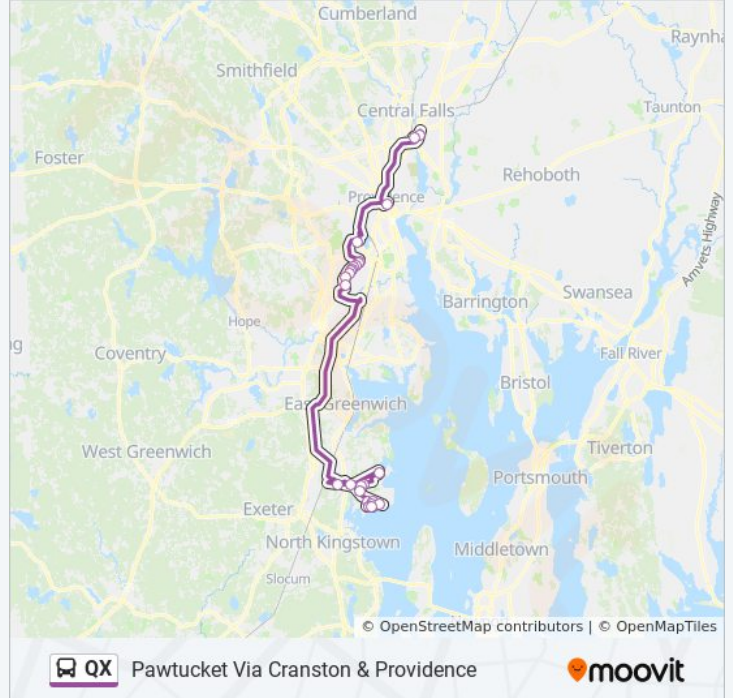 Cumberland
Raynha
Smithfield
Central Falls
Taunton
Foster
Rehoboth
Providence
Amvets Highway
Swansea
Barrington
Hope
ng
Coventry
Fall River
Bristol
East Greenwich
West Greenwich
Tiverton
Portsmouth
Exeter
North Kingstown
Middletown
Slocum
© OpenStreetMap contributors | © OpenMapTiles
QX Pawtucket Via Cranston & Providence moovit